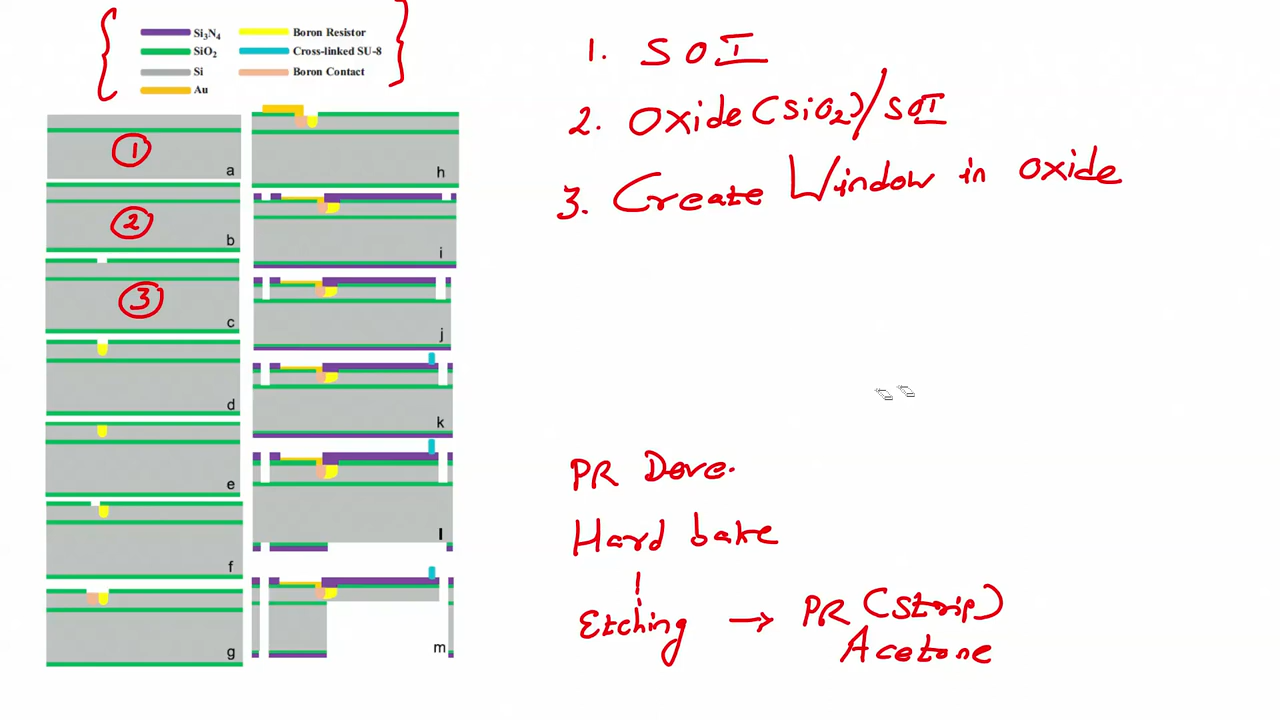 Si3N4 Boron Resistor
SiO2 Cross-linked SU-8
Si Boron Contact
Au
1 a
2 b
3 c
d
e
f
g
h
i
j
k
l
m
1. SOI
2. Oxide (SiO2)/SOI
3. Create Window in oxide
PR Deve.
Hard bake
Etching → PR (Strip)
Acetone